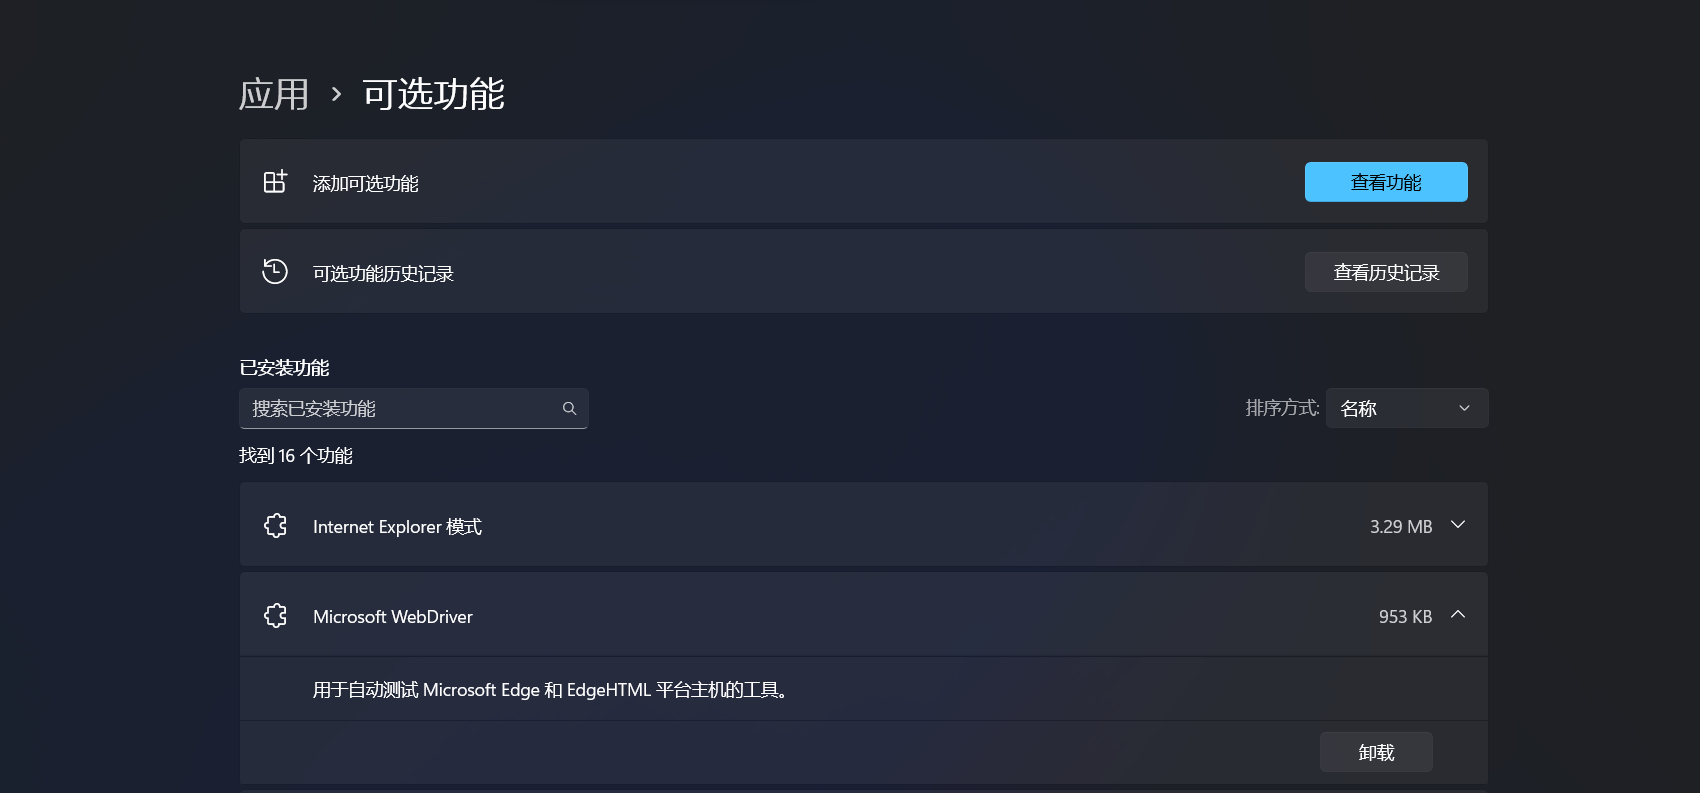 应用 › 可选功能
添加可选功能
查看功能
可选功能历史记录
查看历史记录
已安装功能
搜索已安装功能
排序方式: 名称
找到 16 个功能
Internet Explorer 模式
3.29 MB
Microsoft WebDriver
953 KB
用于自动测试 Microsoft Edge 和 EdgeHTML 平台主机的工具。
卸载